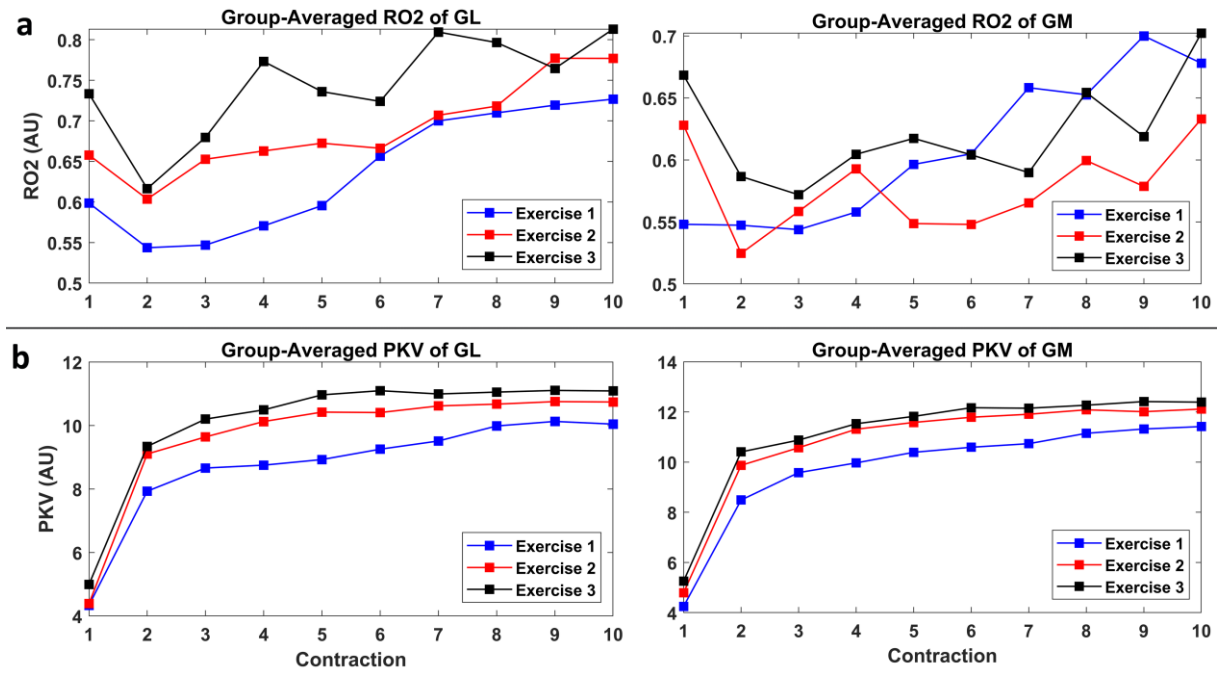 a
Group-Averaged RO2 of GL
RO2 (AU)
0.8
0.75
0.7
0.65
0.6
0.55
0.5
1 2 3 4 5 6 7 8 9 10
Exercise 1
Exercise 2
Exercise 3
Group-Averaged RO2 of GM
0.7
0.65
0.6
0.55
0.5
1 2 3 4 5 6 7 8 9 10
Exercise 1
Exercise 2
Exercise 3
b
Group-Averaged PKV of GL
PKV (AU)
12
10
8
6
4
1 2 3 4 5 6 7 8 9 10
Contraction
Exercise 1
Exercise 2
Exercise 3
Group-Averaged PKV of GM
14
12
10
8
6
4
1 2 3 4 5 6 7 8 9 10
Contraction
Exercise 1
Exercise 2
Exercise 3